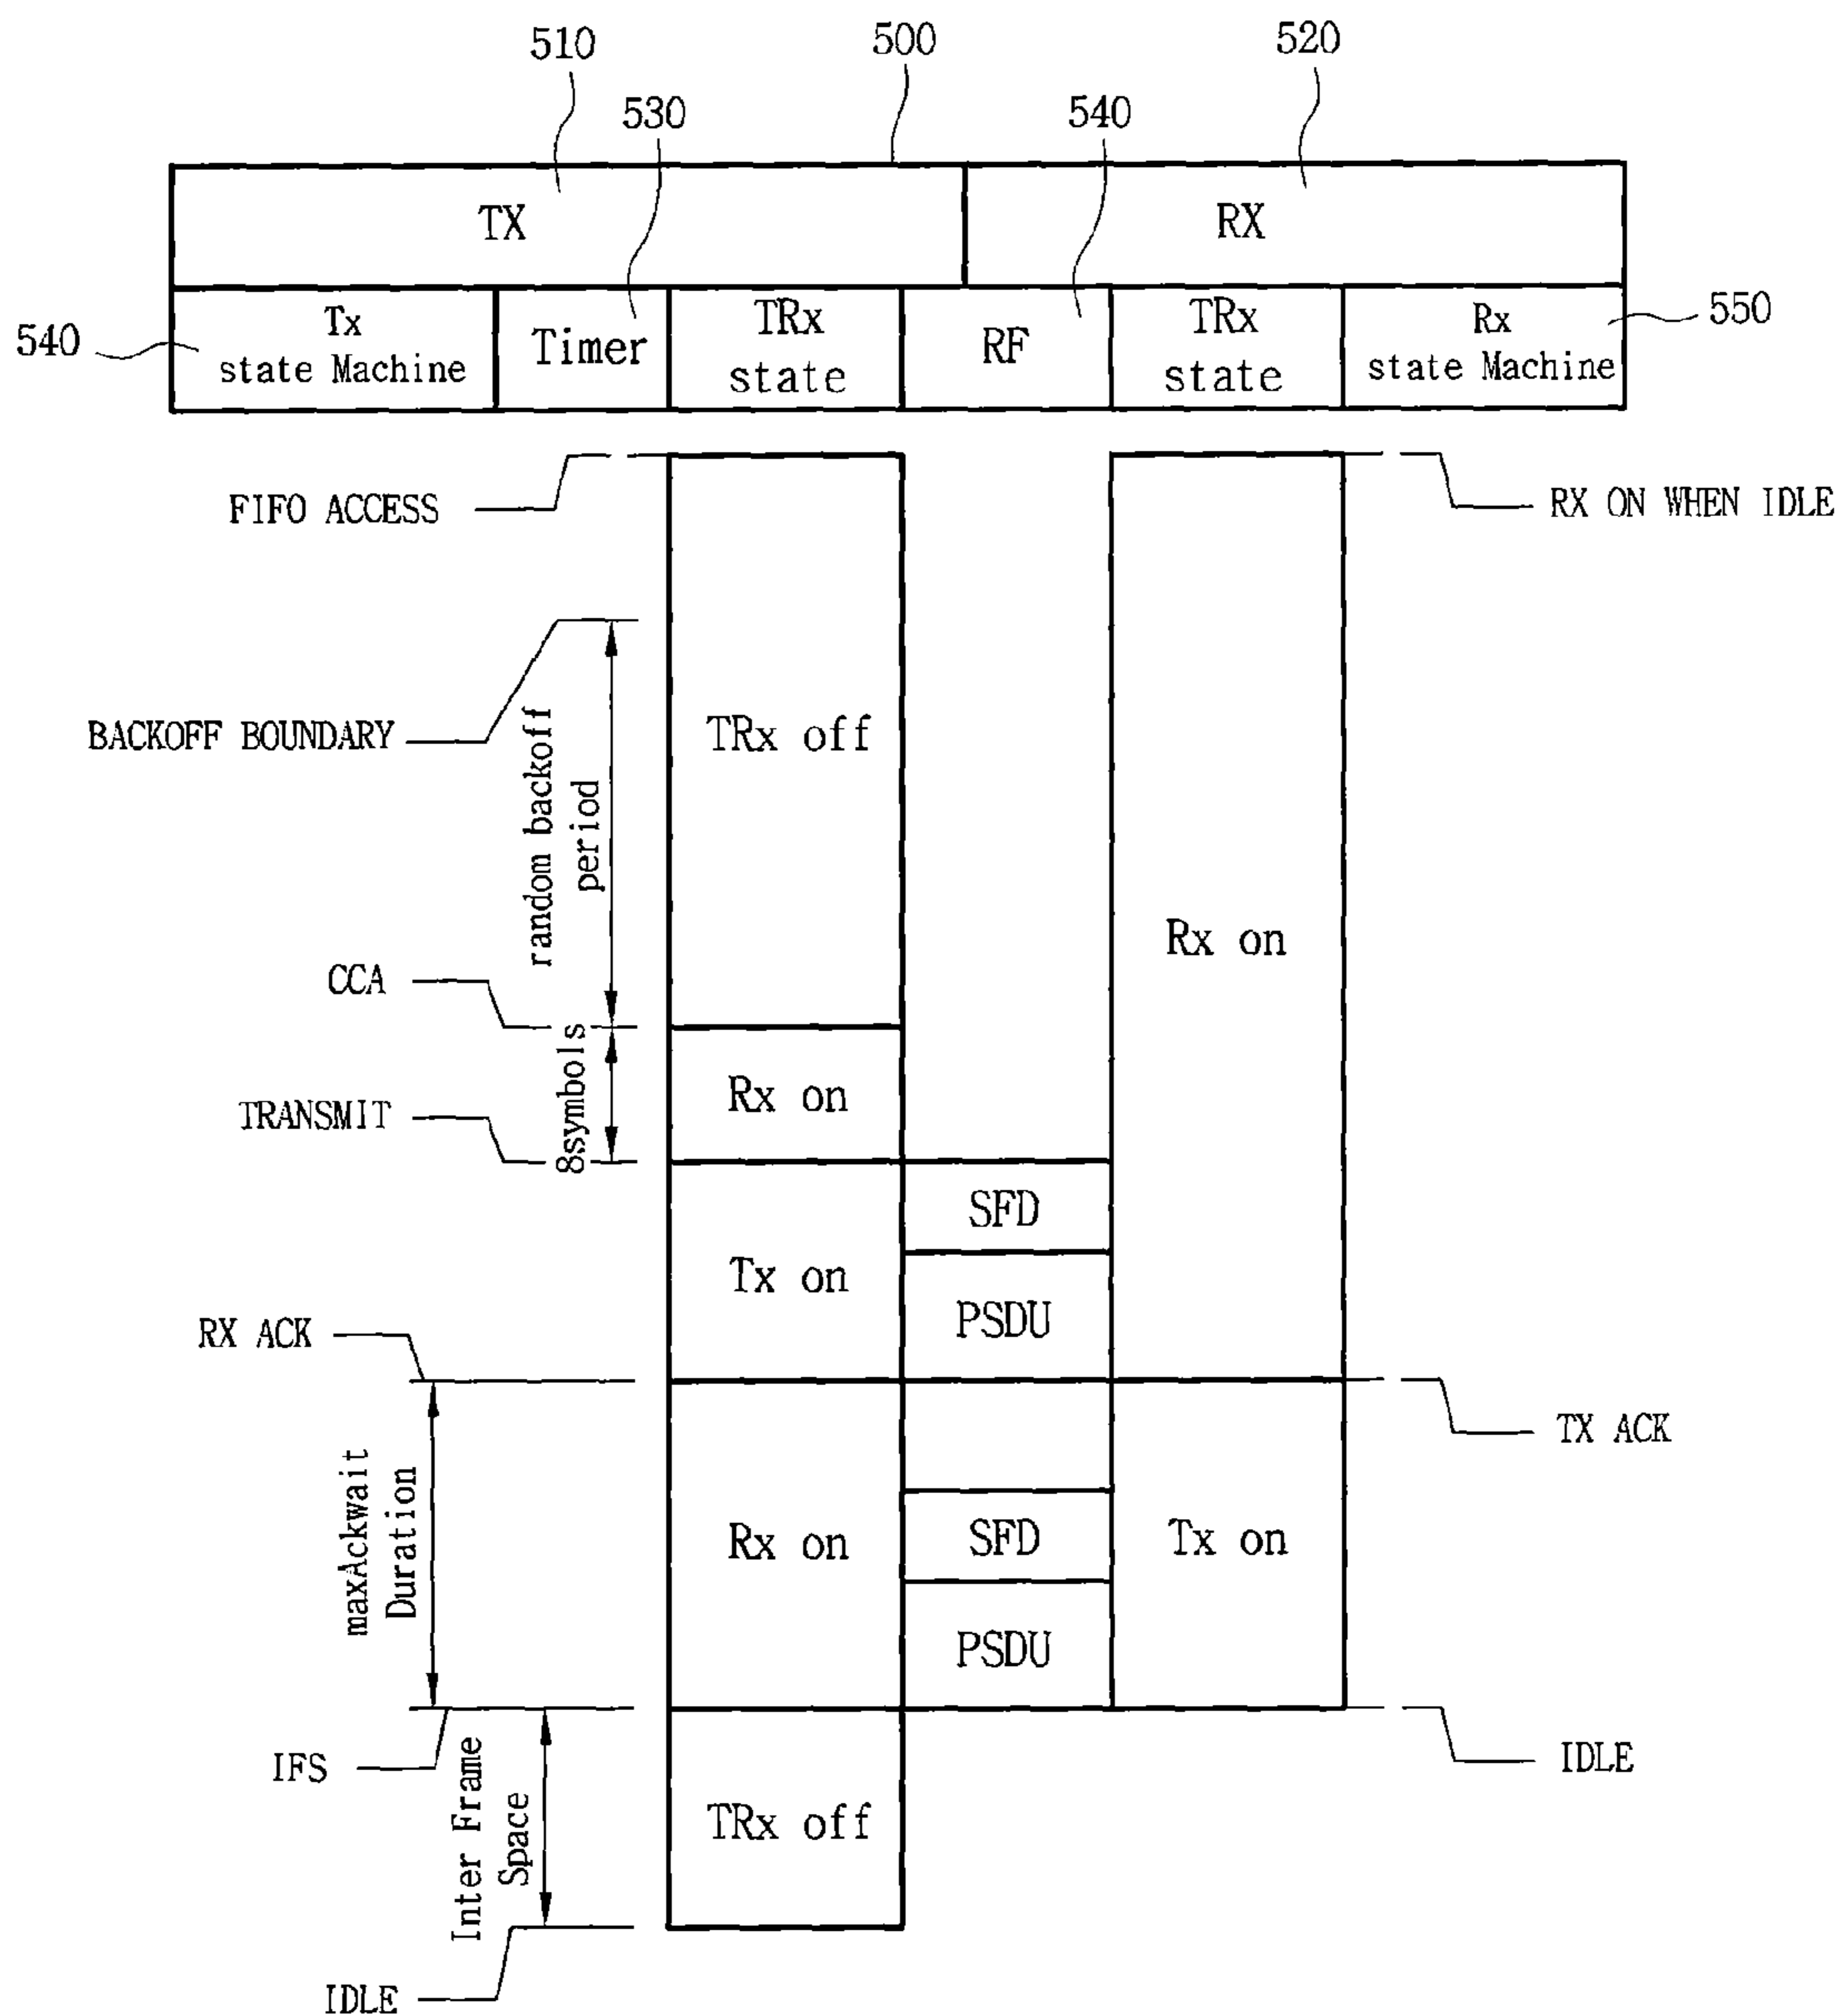 510
500
520
530
540
TX
RX
540
Tx
state Machine
Timer
TRx
state
RF
TRx
state
Rx
state Machine
550
FIFO ACCESS
RX ON WHEN IDLE
BACKOFF BOUNDARY
random backoff
period
TRx off
Rx on
CCA
8symbols
Rx on
TRANSMIT
SFD
Tx on
PSDU
RX ACK
TX ACK
maxAckwait
Duration
Rx on
SFD
Tx on
PSDU
IFS
IDLE
Inter Frame
Space
TRx off
IDLE